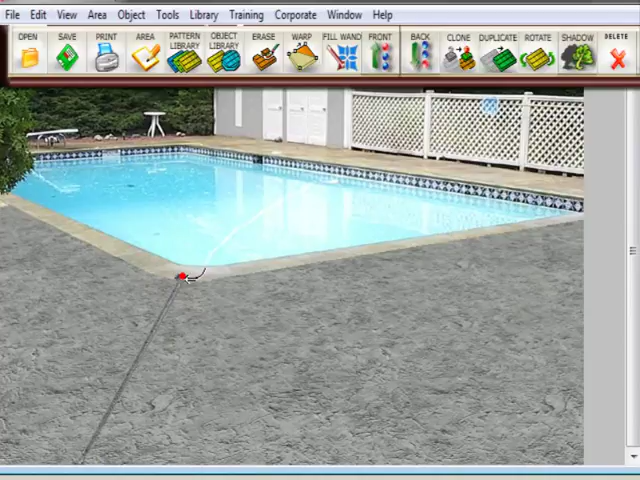 File Edit View Area Object Tools Library Training Corporate Window Help
OPEN SAVE PRINT AREA PATTERN LIBRARY OBJECT LIBRARY ERASE WARP FILL WAND FRONT BACK CLONE DUPLICATE ROTATE SHADOW DELETE